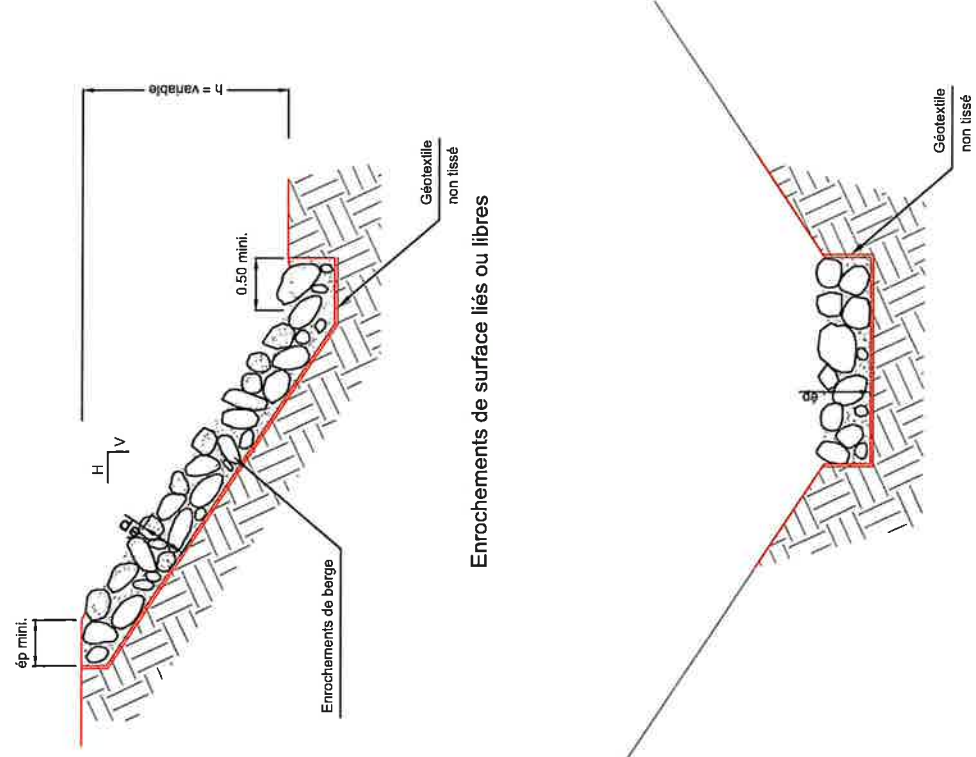 h = variable
0.50 mini.
Géotextile
non tissé
H
V
ép
ép mini.
Enrochements de berge
Enrochements de surface liés ou libres
ép.
Géotextile
non tissé